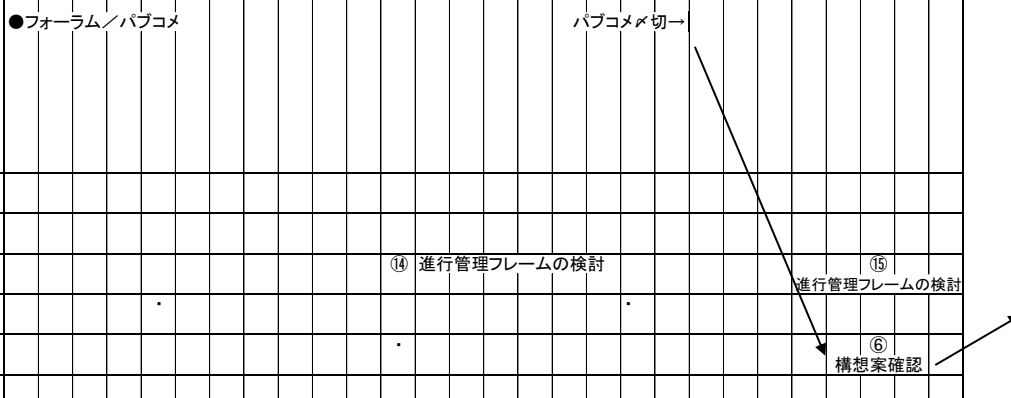 ●フォーラム／パブコメ
パブコメ〆切→
⑭ 進行管理フレームの検討
⑮
進行管理フレームの検討
⑥
構想案確認